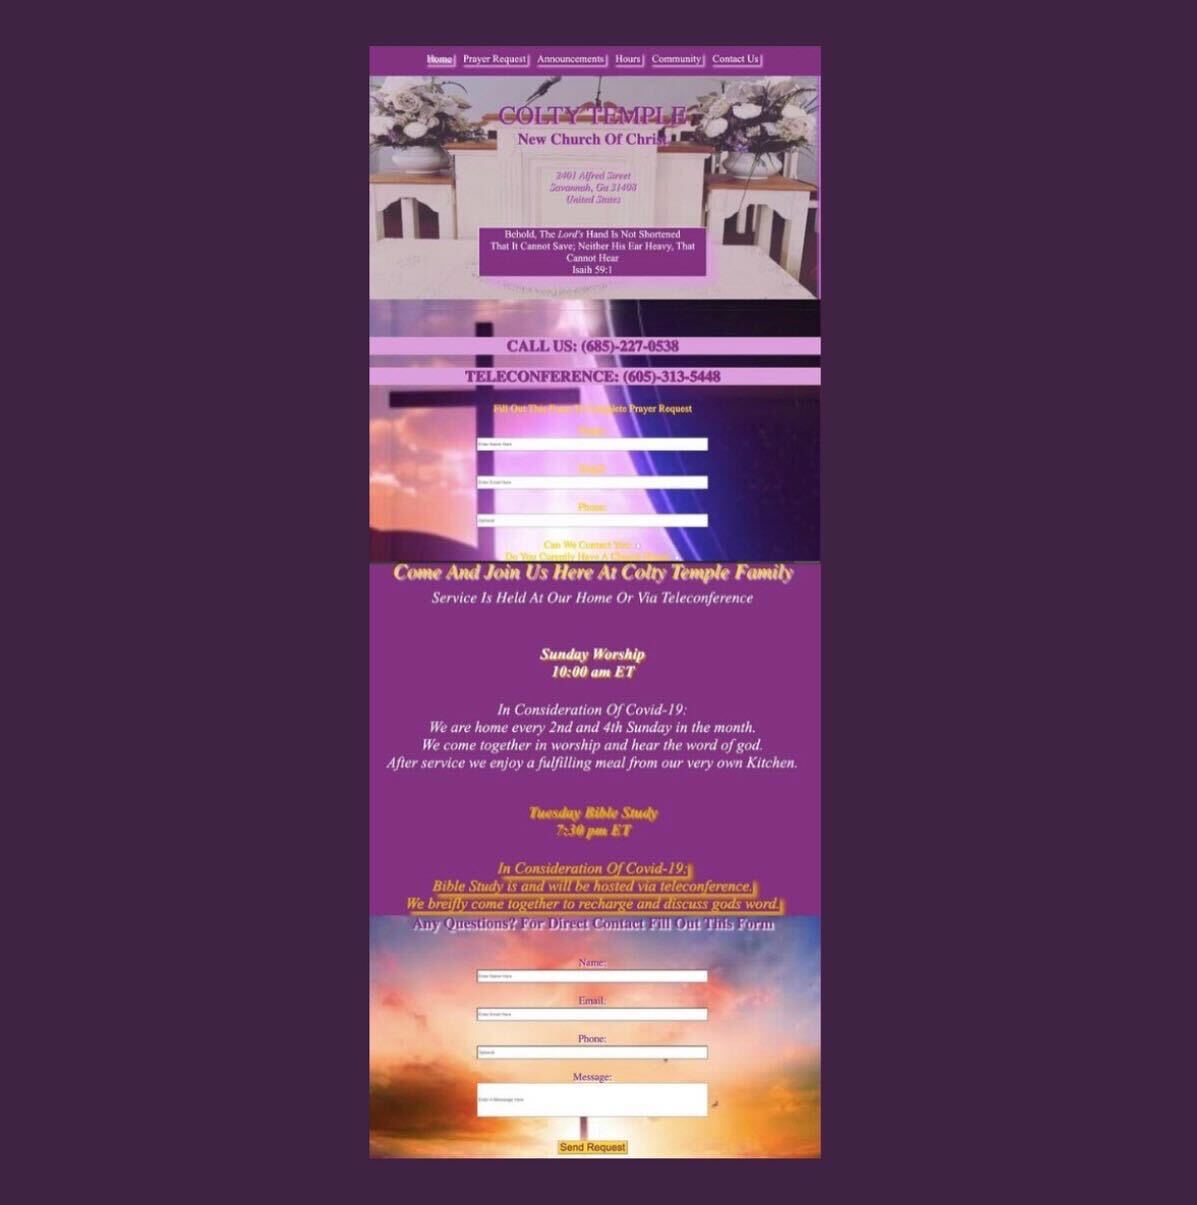 Home Prayer Request Announcements Hours Community Contact Us
COLTY TEMPLE
New Church Of Christ
2401 Alfred Street
Savannah, Ga 31408
United States
Behold, The Lord's Hand Is Not Shortened
That It Cannot Save; Neither His Ear Heavy, That
Cannot Hear
Isaih 59:1
CALL US: (685)-227-0538
TELECONFERENCE: (605)-313-5448
Fill Out This Form To Complete Prayer Request
Name:
Enter Name Here
Email:
Enter Email Here
Phone:
Optional
Can We Contact You:
Do You Curently Have A Church Home:
Come And Join Us Here At Colty Temple Family
Service Is Held At Our Home Or Via Teleconference
Sunday Worship
10:00 am ET
In Consideration Of Covid-19:
We are home every 2nd and 4th Sunday in the month.
We come together in worship and hear the word of god.
After service we enjoy a fulfilling meal from our very own Kitchen.
Tuesday Bible Study
7:30 pm ET
In Consideration Of Covid-19:
Bible Study is and will be hosted via teleconference.
We breifly come together to recharge and discuss gods word.
Any Questions? For Direct Contact Fill Out This Form
Name:
Enter Name Here
Email:
Enter Email Here
Phone:
Optional
Message:
Enter A Message Here
Send Request